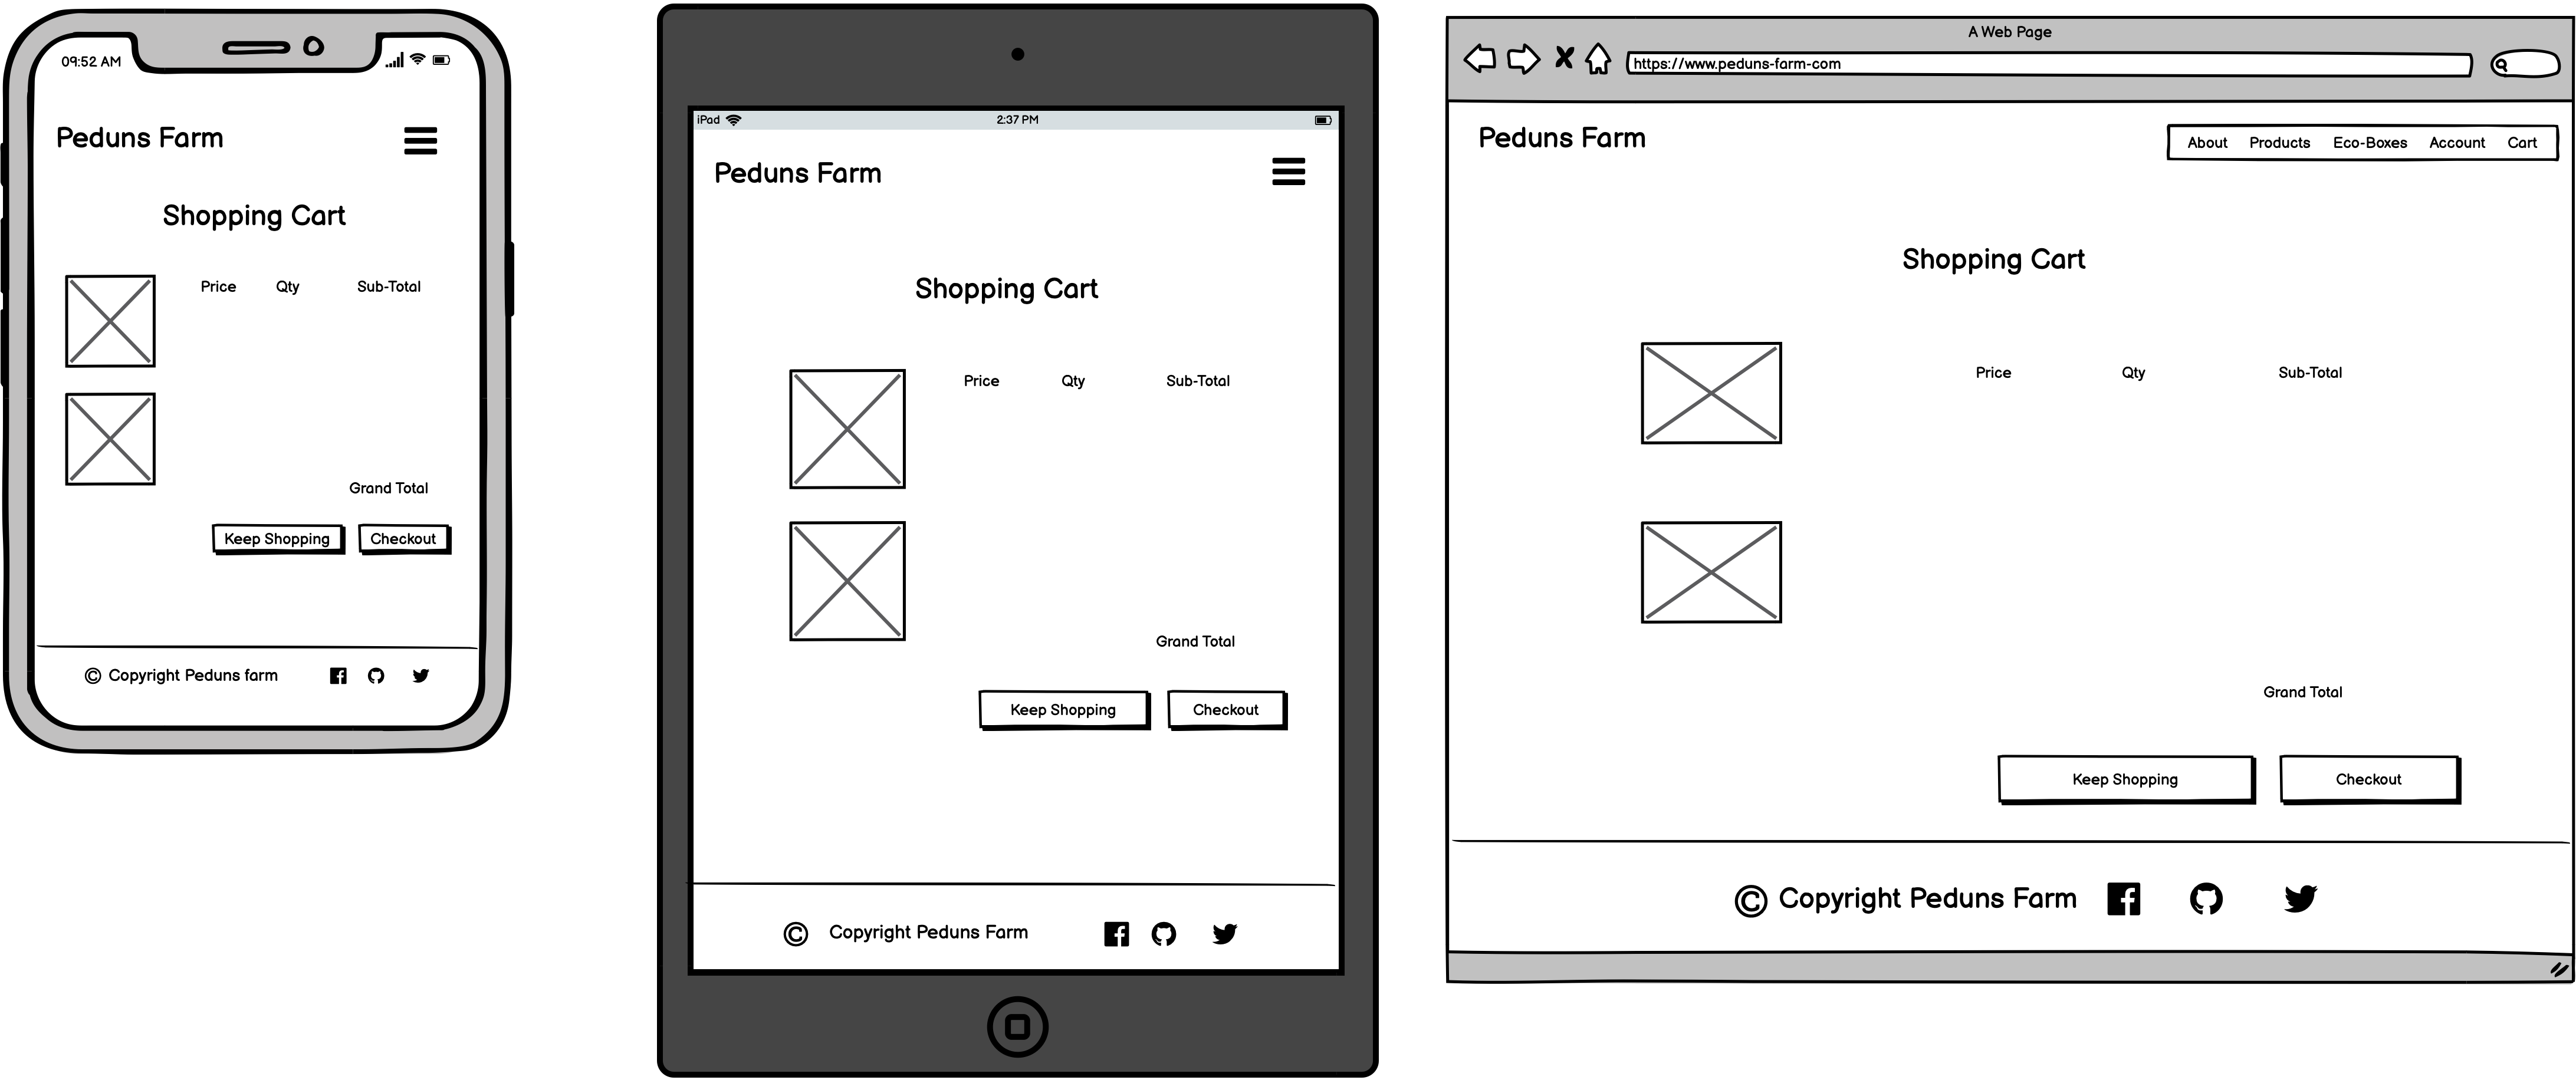 09:52 AM
Peduns Farm
Shopping Cart
Price Qty Sub-Total
Grand Total
Keep Shopping Checkout
© Copyright Peduns farm
iPad 2:37 PM
Peduns Farm
Shopping Cart
Price Qty Sub-Total
Grand Total
Keep Shopping Checkout
© Copyright Peduns Farm
A Web Page
https://www.peduns-farm-com
Peduns Farm About Products Eco-Boxes Account Cart
Shopping Cart
Price Qty Sub-Total
Grand Total
Keep Shopping Checkout
© Copyright Peduns Farm